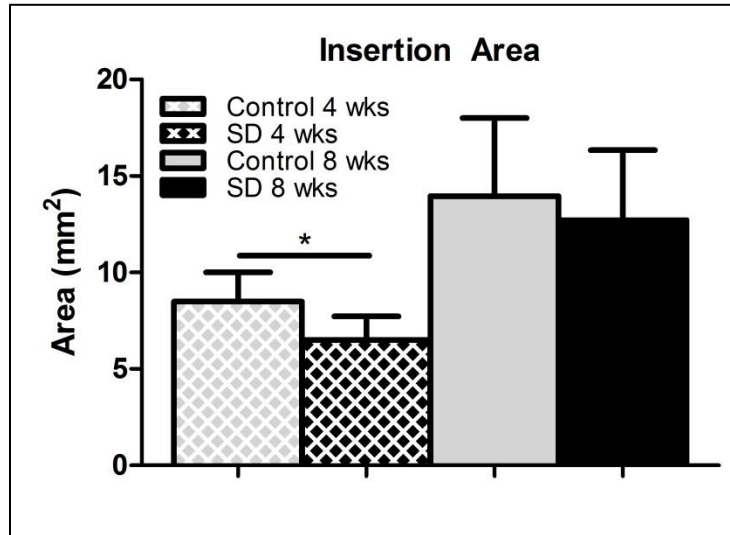 Insertion Area
20
15
10
5
0
Area (mm²)
Control 4 wks
SD 4 wks
Control 8 wks
SD 8 wks
*